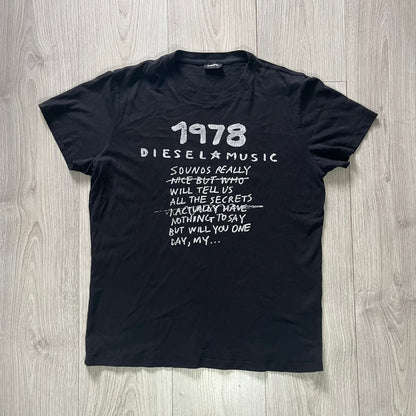 1978
DIESEL★MUSIC
SOUNDS REALLY
NICE BUT WHO
WILL TELL US
ALL THE SECRETS
I ACTUALLY HAVE
NOTHING TO SAY
BUT WILL YOU ONE
DAY, MY...